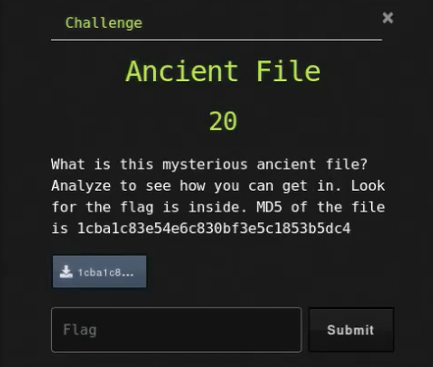 Challenge
×
Ancient File
20
What is this mysterious ancient file?
Analyze to see how you can get in. Look
for the flag is inside. MD5 of the file
is 1cba1c83e54e6c830bf3e5c1853b5dc4
1cba1c8...
Flag
Submit